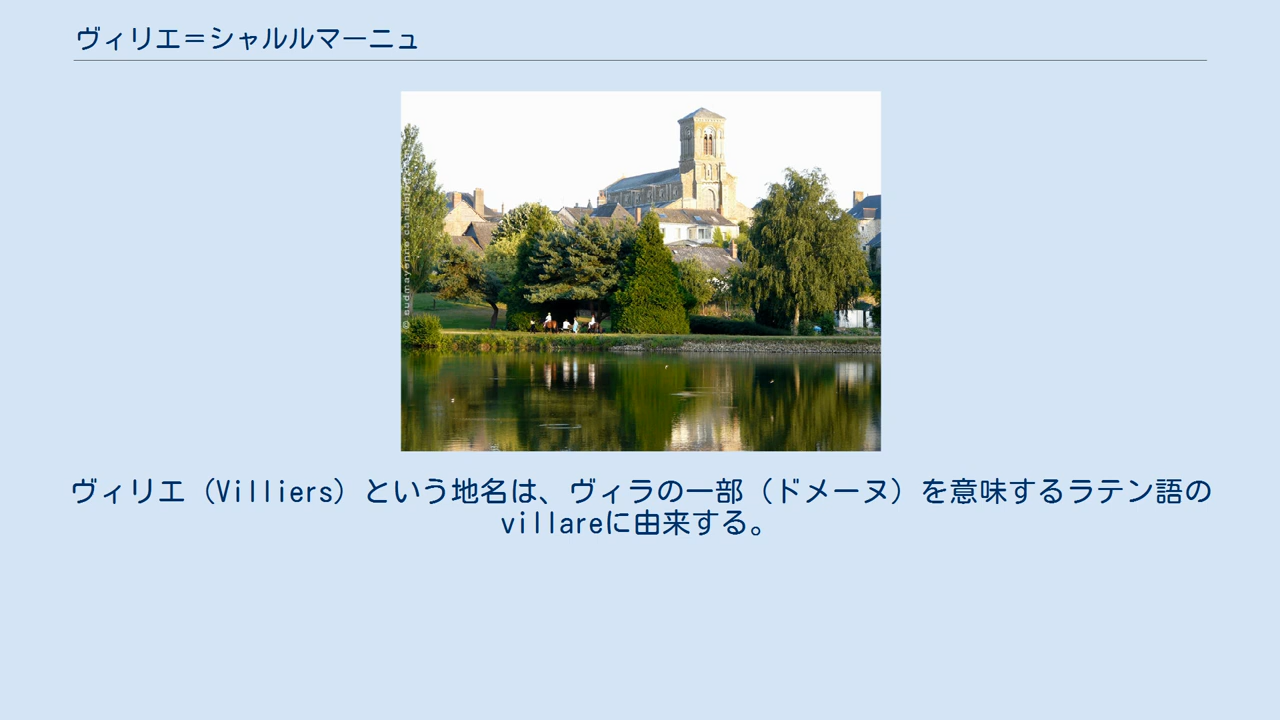 ヴィリエ＝シャルルマーニュ
ヴィリエ（Villiers）という地名は、ヴィラの一部（ドメーヌ）を意味するラテン語の
villareに由来する。